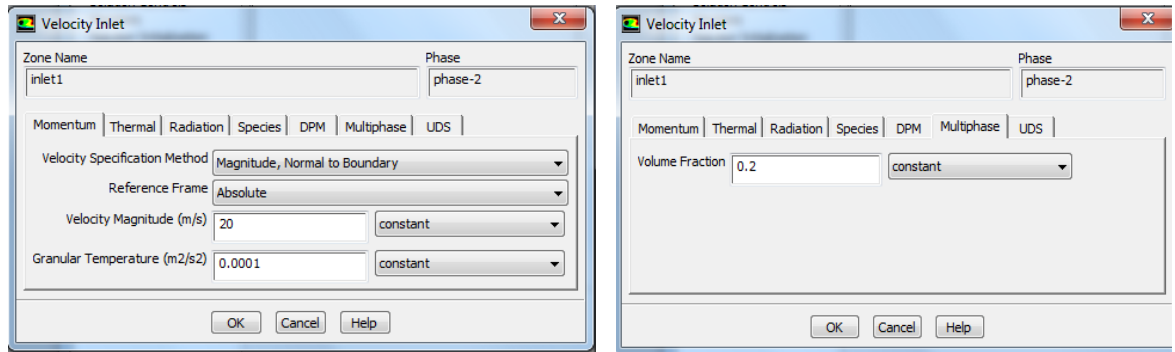 Velocity Inlet
Zone Name Phase
inlet1 phase-2
Momentum Thermal Radiation Species DPM Multiphase UDS
Velocity Specification Method Magnitude, Normal to Boundary
Reference Frame Absolute
Velocity Magnitude (m/s) 20 constant
Granular Temperature (m2/s2) 0.0001 constant
OK Cancel Help
Velocity Inlet
Zone Name Phase
inlet1 phase-2
Momentum Thermal Radiation Species DPM Multiphase UDS
Volume Fraction 0.2 constant
OK Cancel Help